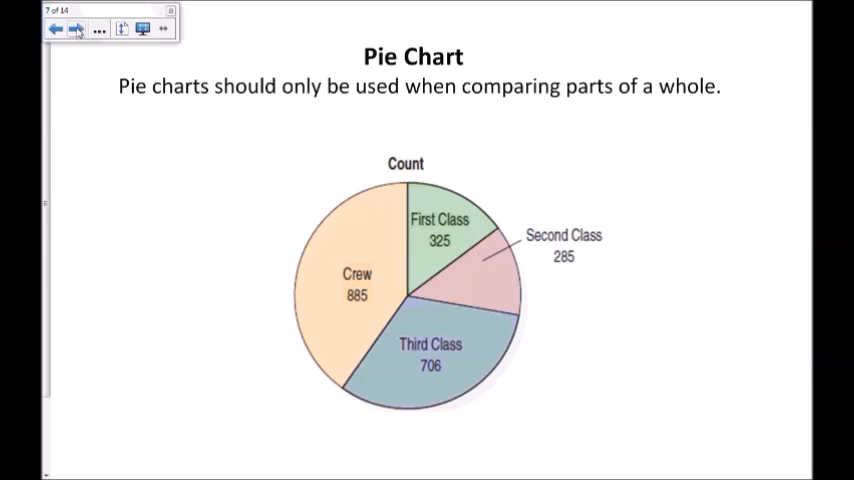 7 of 14
Pie Chart
Pie charts should only be used when comparing parts of a whole.
Count
First Class
325
Second Class
285
Crew
885
Third Class
706